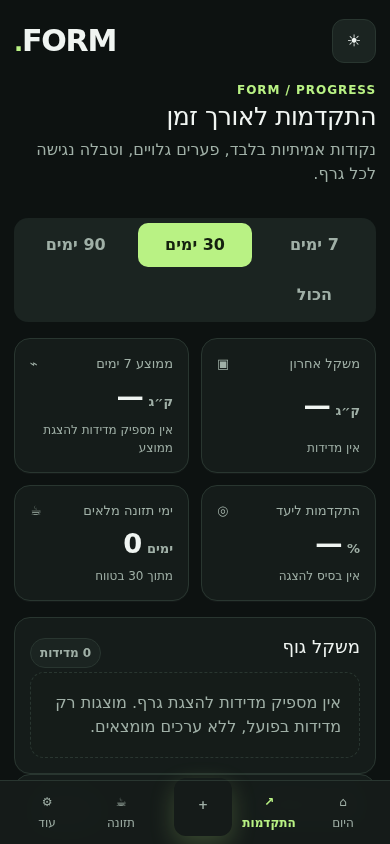 FORM.
FORM / PROGRESS
התקדמות לאורך זמן
נקודות אמיתיות בלבד, פערים גלויים, וטבלה נגישה
לכל גרף.
7 ימים
30 ימים
90 ימים
הכול
משקל אחרון
— ק״ג
אין מדידות
ממוצע 7 ימים
— ק״ג
אין מספיק מדידות להצגת
ממוצע
התקדמות ליעד
— %
אין בסיס להצגה
ימי תזונה מלאים
0 ימים
מתוך 30 בטווח
משקל גוף
0 מדידות
אין מספיק מדידות להצגת גרף. מוצגות רק
מדידות בפועל, ללא ערכים מומצאים.
היום
התקדמות
+
תזונה
עוד